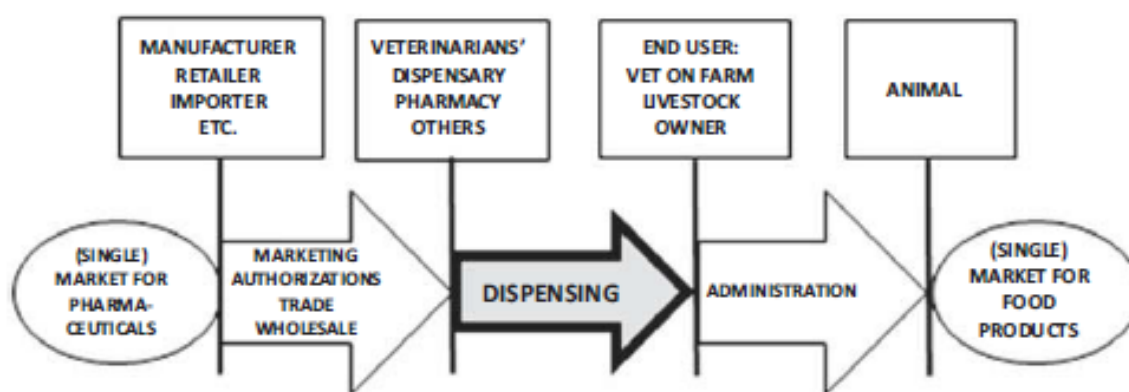 MANUFACTURER
RETAILER
IMPORTER
ETC.
VETERINARIANS'
DISPENSARY
PHARMACY
OTHERS
END USER:
VET ON FARM
LIVESTOCK
OWNER
ANIMAL
(SINGLE)
MARKET FOR
PHARMA-
CEUTICALS
MARKETING
AUTHORIZATIONS
TRADE
WHOLESALE
DISPENSING
ADMINISTRATION
(SINGLE)
MARKET FOR
FOOD
PRODUCTS